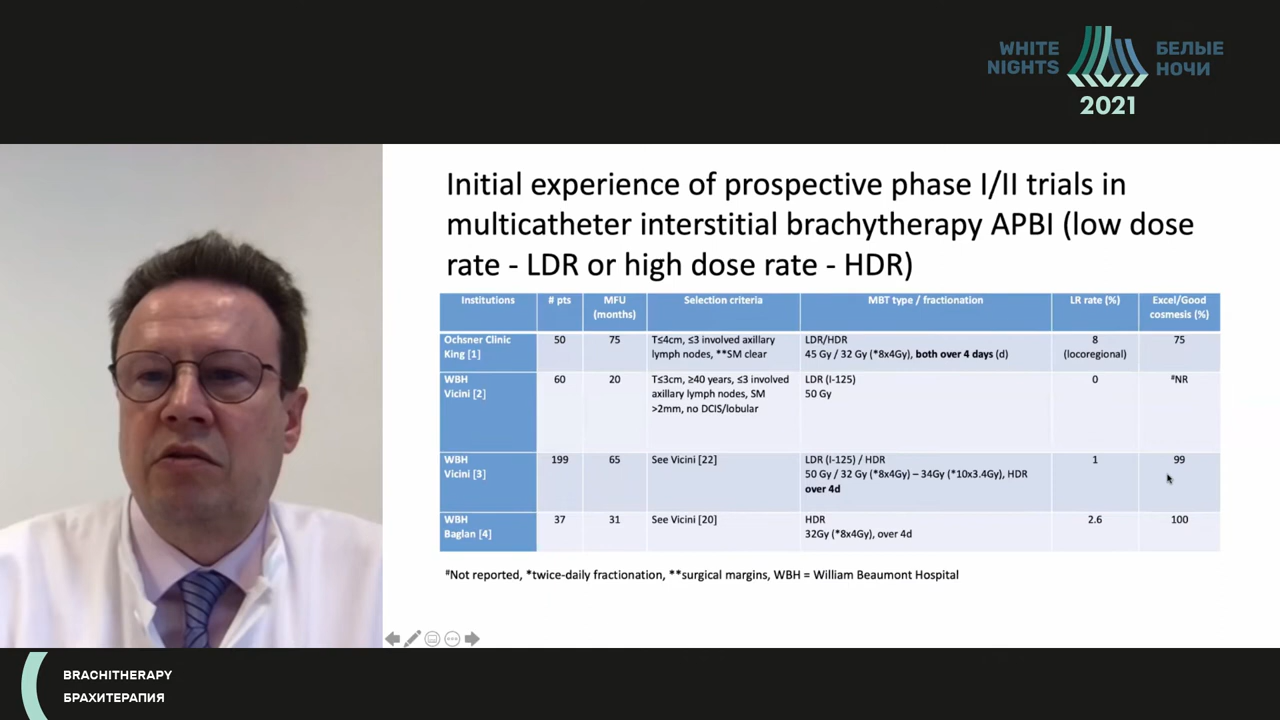 WHITE NIGHTS
БЕЛЫЕ НОЧИ
2021
Initial experience of prospective phase I/II trials in
multicatheter interstitial brachytherapy APBI (low dose
rate - LDR or high dose rate - HDR)
Institutions # pts MFU (months) Selection criteria MBT type / fractionation LR rate (%) Excel/Good cosmesis (%)
Ochsner Clinic 50 75 T≤4cm, ≤3 involved axillary LDR/HDR 8 75
King [1] lymph nodes, **SM clear 45 Gy / 32 Gy (*8x4Gy), both over 4 days (d) (locoregional)
WBH 60 20 T≤3cm, ≥40 years, ≤3 involved LDR (I-125) 0 #NR
Vicini [2] axillary lymph nodes, SM 50 Gy
>2mm, no DCIS/lobular
WBH 199 65 See Vicini [22] LDR (I-125) / HDR 1 99
Vicini [3] 50 Gy / 32 Gy (*8x4Gy) – 34Gy (*10x3.4Gy), HDR
over 4d
WBH 37 31 See Vicini [20] HDR 2.6 100
Baglan [4] 32Gy (*8x4Gy), over 4d
#Not reported, *twice-daily fractionation, **surgical margins, WBH = William Beaumont Hospital
BRACHITHERAPY
БРАХИТЕРАПИЯ